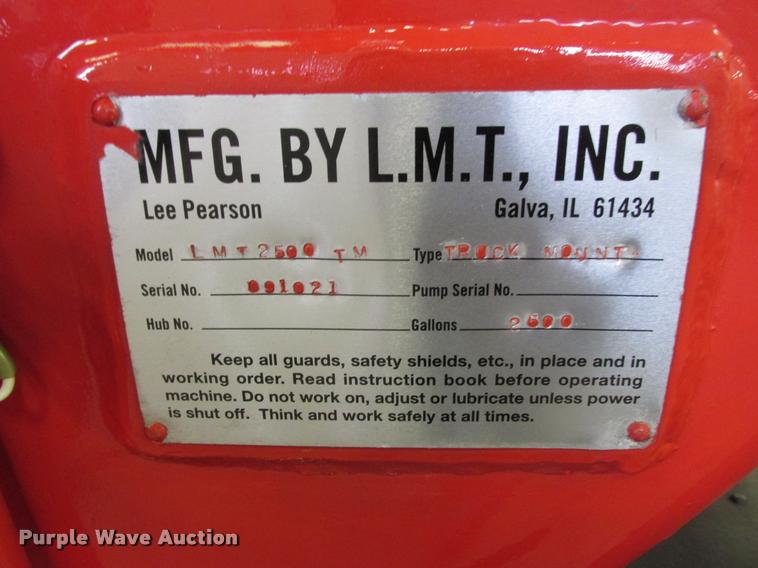 MFG. BY L.M.T., INC.
Lee Pearson Galva, IL 61434
Model LMT2500 TM Type TRUCK MOUNT
Serial No. 091021 Pump Serial No.
Hub No. Gallons 2500
Keep all guards, safety shields, etc., in place and in
working order. Read instruction book before operating
machine. Do not work on, adjust or lubricate unless power
is shut off. Think and work safely at all times.
Purple Wave Auction